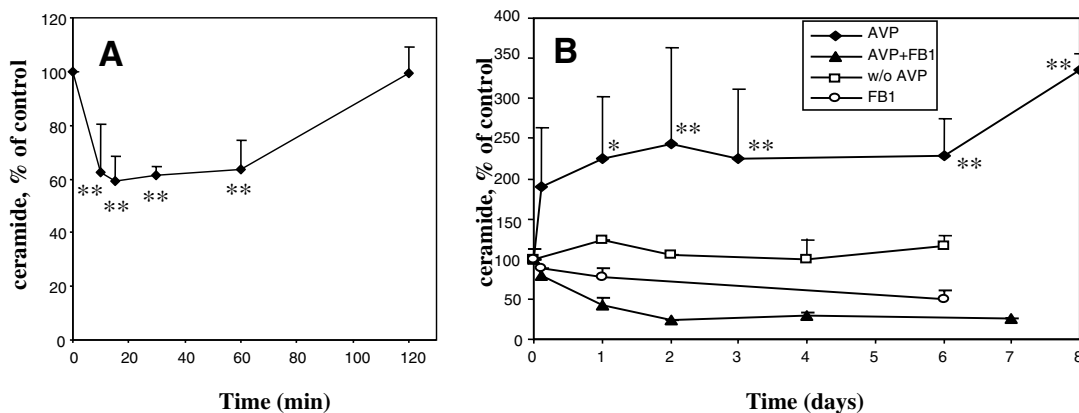 A
ceramide, % of control
120
100
80
60
40
20
0
**
**
**
**
0 20 40 60 80 100 120
Time (min)
B
ceramide, % of control
400
350
300
250
200
150
100
50
0
AVP
AVP+FB1
w/o AVP
FB1
*
**
**
**
**
0 1 2 3 4 5 6 7 8
Time (days)